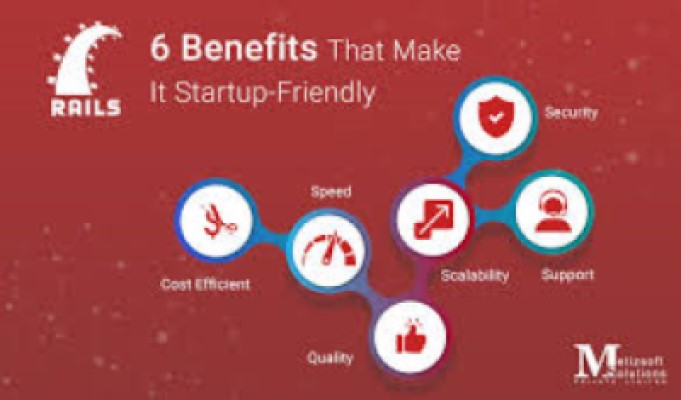 RAILS
6 Benefits That Make
It Startup-Friendly
Security
Speed
Cost Efficient
Scalability
Support
Quality
Metizsoft
Solutions
PRIVATE LIMITED